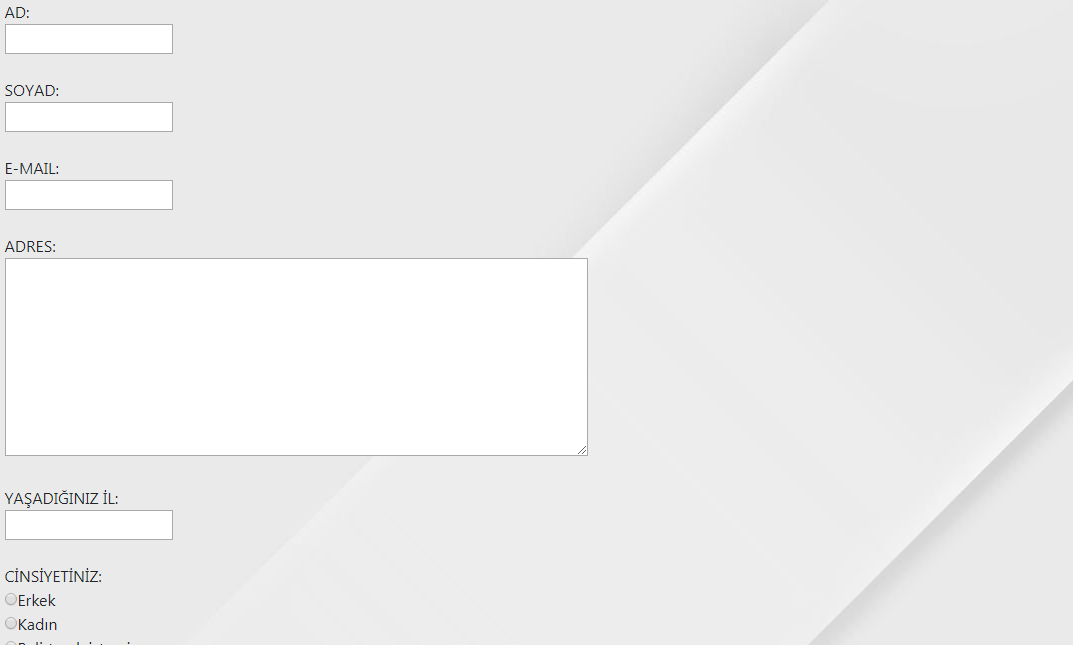 AD:
SOYAD:
E-MAIL:
ADRES:
YAŞADIĞINIZ İL:
CİNSİYETİNİZ:
Erkek
Kadın